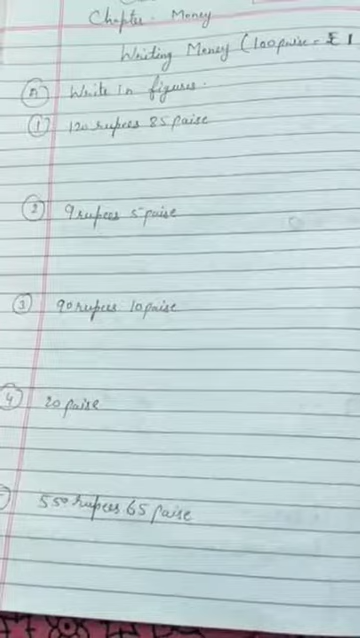 Chapter - Money
Writing Money (100 paise = ₹ 1
(A) Write in figures.
(1) 120 rupees 85 paise
(2) 9 rupees 5 paise
(3) 90 rupees 10 paise
(4) 20 paise
550 rupees 65 paise